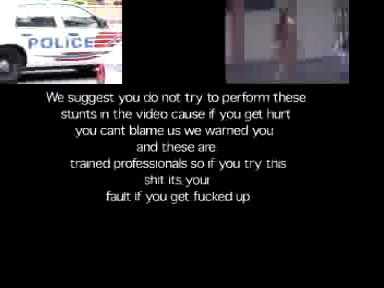 POLICE
We suggest you do not try to perform these
stunts in the video cause if you get hurt
you cant blame us we warned you
and these are
trained professionals so if you try this
shit its your
fault if you get fucked up